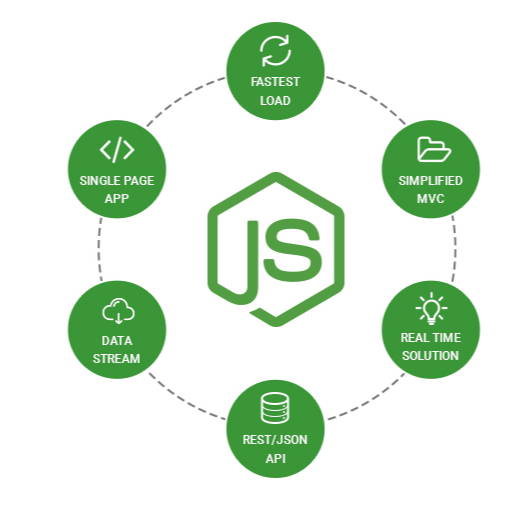 FASTEST
LOAD
SINGLE PAGE
APP
SIMPLIFIED
MVC
JS
DATA
STREAM
REAL TIME
SOLUTION
REST/JSON
API